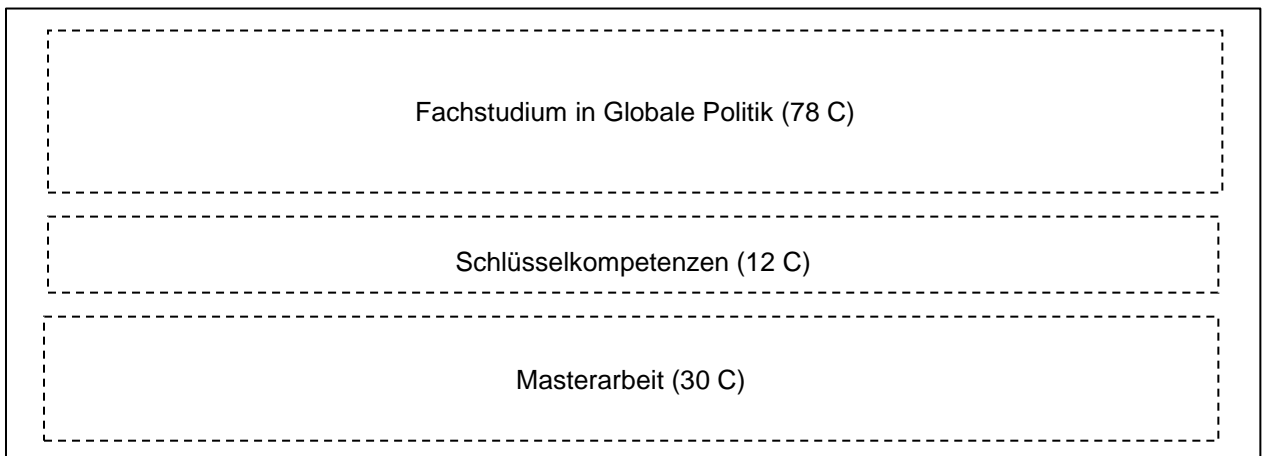 Fachstudium in Globale Politik (78 C)
Schlüsselkompetenzen (12 C)
Masterarbeit (30 C)